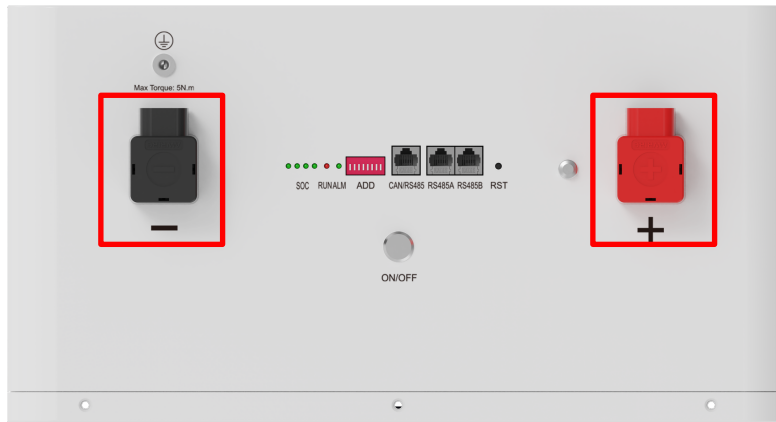 Max Torque: 5N.m
SOC RUN ALM ADD CAN/RS485 RS485A RS485B RST
ON/OFF
− +